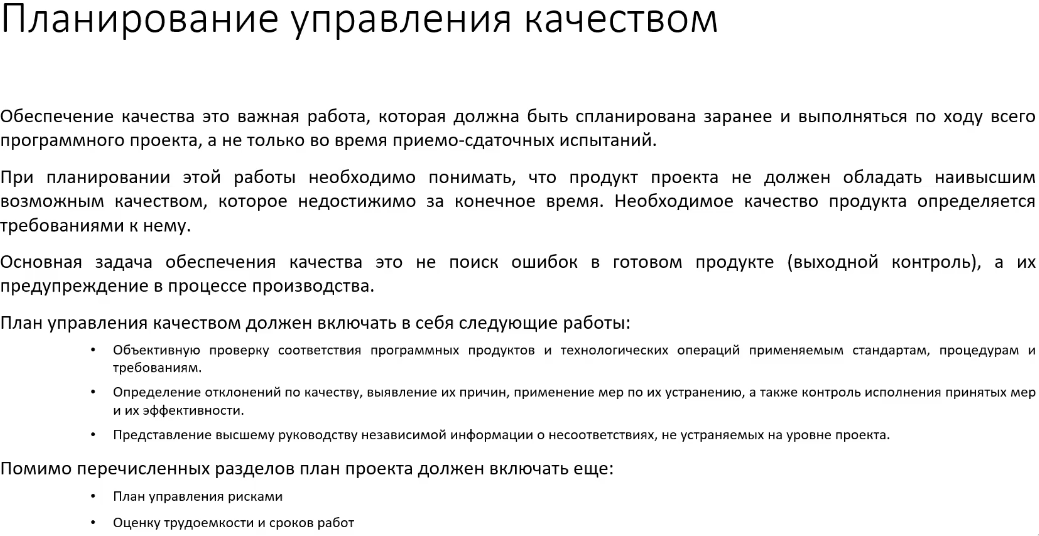 Планирование управления качеством
Обеспечение качества это важная работа, которая должна быть спланирована заранее и выполняться по ходу всего
программного проекта, а не только во время приемо-сдаточных испытаний.
При планировании этой работы необходимо понимать, что продукт проекта не должен обладать наивысшим
возможным качеством, которое недостижимо за конечное время. Необходимое качество продукта определяется
требованиями к нему.
Основная задача обеспечения качества это не поиск ошибок в готовом продукте (выходной контроль), а их
предупреждение в процессе производства.
План управления качеством должен включать в себя следующие работы:
• Объективную проверку соответствия программных продуктов и технологических операций применяемым стандартам, процедурам и
требованиям.
• Определение отклонений по качеству, выявление их причин, применение мер по их устранению, а также контроль исполнения принятых мер
и их эффективности.
• Представление высшему руководству независимой информации о несоответствиях, не устраняемых на уровне проекта.
Помимо перечисленных разделов план проекта должен включать еще:
• План управления рисками
• Оценку трудоемкости и сроков работ